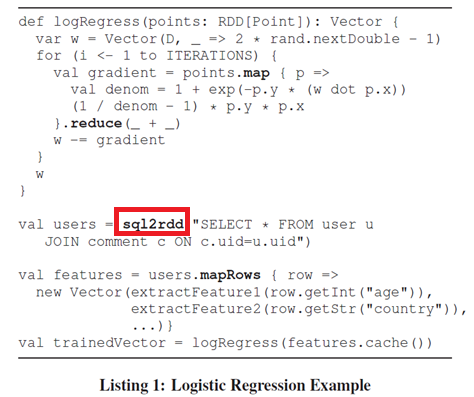 def logRegress(points: RDD[Point]): Vector {
  var w = Vector(D, _ => 2 * rand.nextDouble - 1)
  for (i <- 1 to ITERATIONS) {
    val gradient = points.map { p =>
      val denom = 1 + exp(-p.y * (w dot p.x))
      (1 / denom - 1) * p.y * p.x
    }.reduce(_ + _)
    w -= gradient
  }
  w
}
val users = sql2rdd "SELECT * FROM user u
   JOIN comment c ON c.uid=u.uid")
val features = users.mapRows { row =>
  new Vector(extractFeature1(row.getInt("age")),
             extractFeature2(row.getStr("country")),
             ...)}
val trainedVector = logRegress(features.cache())
Listing 1: Logistic Regression Example